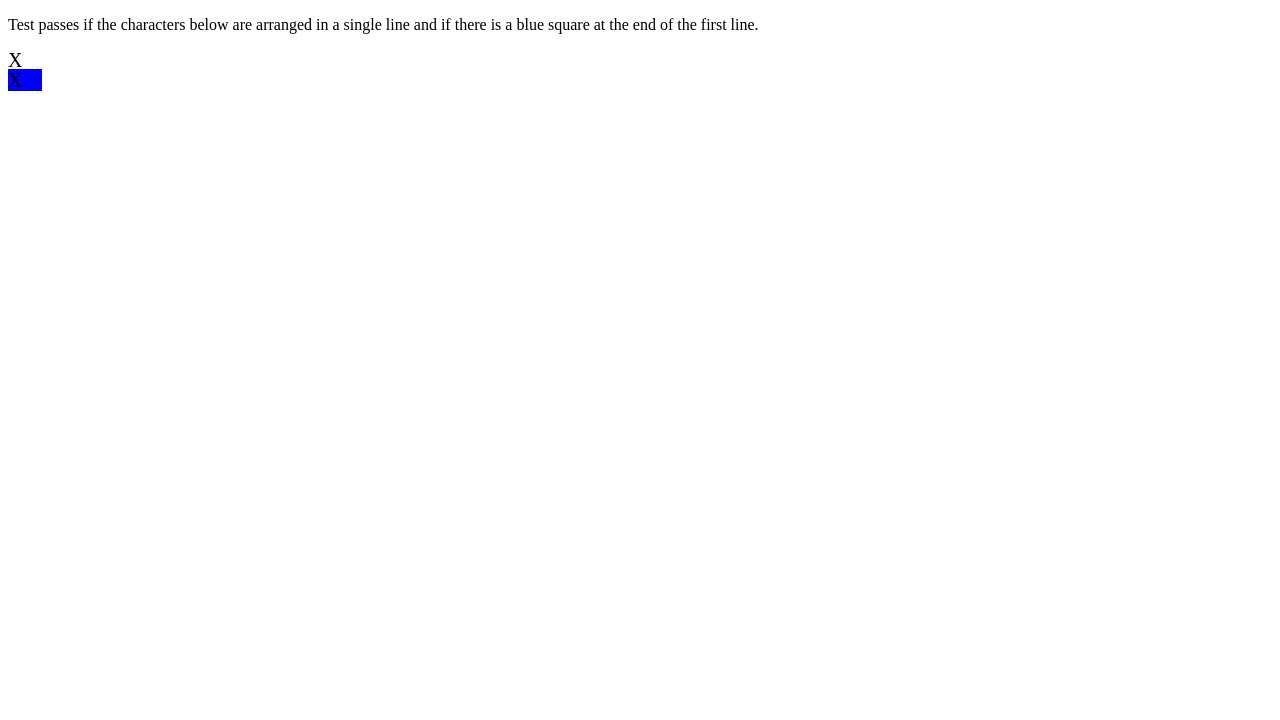 Test passes if the characters below are arranged in a single line and if there is a blue square at the end of the first line.
X
X